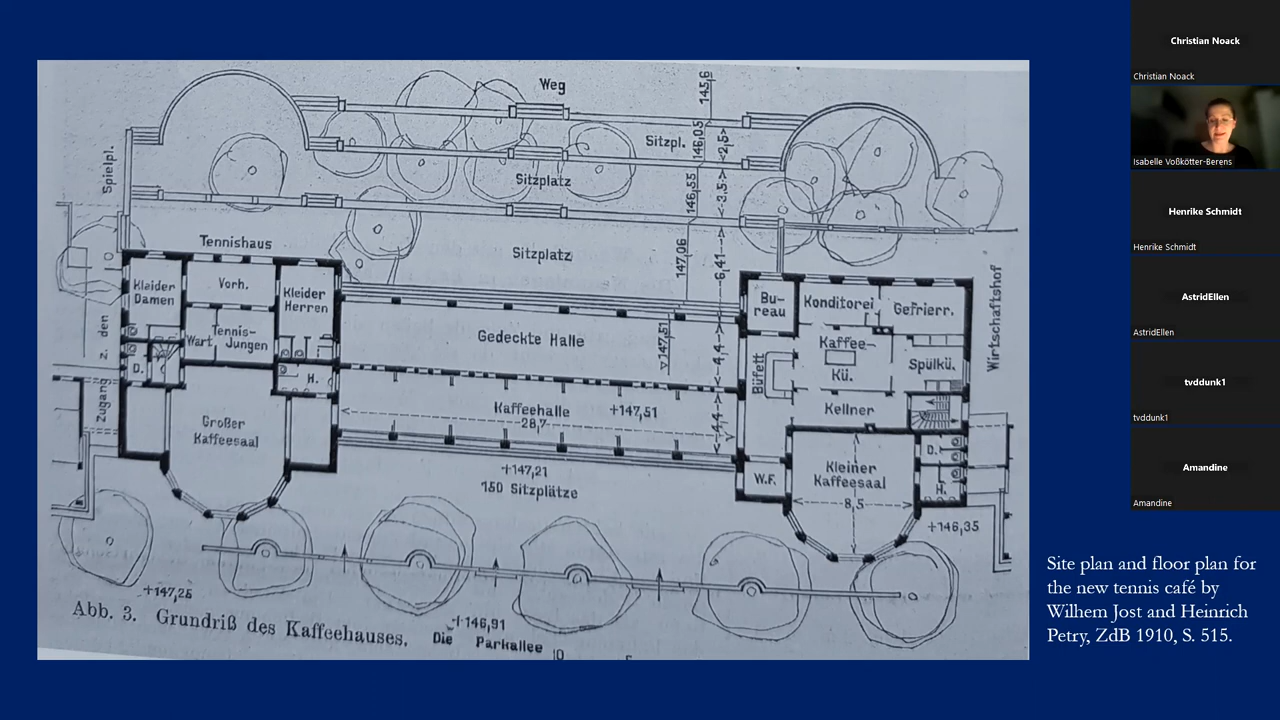 Weg
145,6
Sitzpl.
146,05
2,5
Spielpl.
Sitzplatz
146,55
3,5
Tennishaus
Sitzplatz
147,06
6,41
Kleider
Damen
Vorh.
Kleider
Herren
Bu-
reau
Konditorei
Gefrierr.
Wirtschaftshof
Wart.
Tennis-
Jungen
Gedeckte Halle
147,51
4,4
Kaffee-
Kü.
Spülkü.
Büfett
Zugang z. den
D.
H.
Kaffeehalle
+147,51
28,7
4,4
Kellner
Großer
Kaffeesaal
+147,21
150 Sitzplätze
W.F.
Kleiner
Kaffeesaal
8,5
D.
H.
+146,35
+147,25
+146,91
Abb. 3. Grundriß des Kaffeehauses.
Die Parkallee
10
Christian Noack
Christian Noack
Isabelle Voßkötter-Berens
Henrike Schmidt
Henrike Schmidt
AstridEllen
AstridEllen
tvddunk1
tvddunk1
Amandine
Amandine
Site plan and floor plan for
the new tennis café by
Wilhem Jost and Heinrich
Petry, ZdB 1910, S. 515.